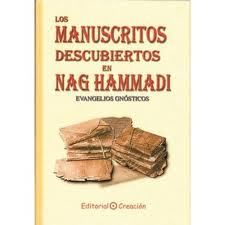 LOS
MANUSCRITOS
DESCUBIERTOS
EN
NAG HAMMADI
EVANGELIOS GNÓSTICOS
Editorial Creación